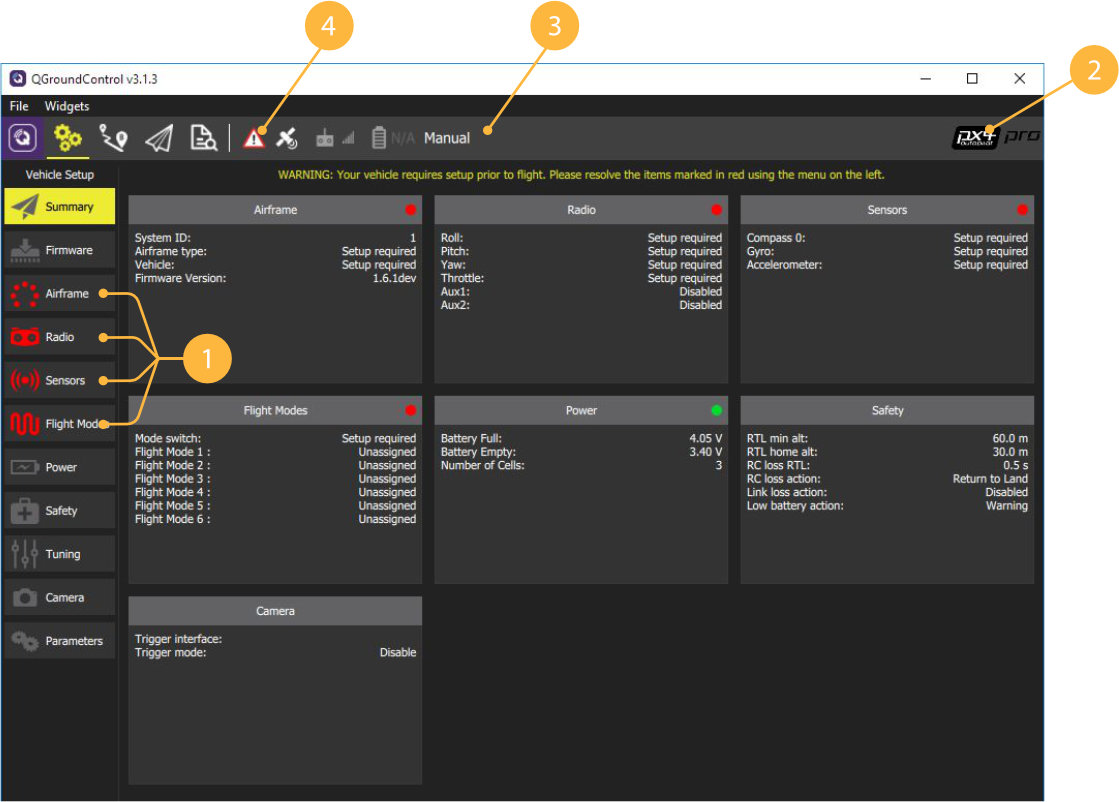 4
3
2
QGroundControl v3.1.3
File Widgets
N/A Manual
px4 pro
autopilot
Vehicle Setup
WARNING: Your vehicle requires setup prior to flight. Please resolve the items marked in red using the menu on the left.
Summary
Firmware
Airframe
Radio
Sensors
Flight Mod
Power
Safety
Tuning
Camera
Parameters
1
Airframe
System ID: 1
Airframe type: Setup required
Vehicle: Setup required
Firmware Version: 1.6.1dev
Radio
Roll: Setup required
Pitch: Setup required
Yaw: Setup required
Throttle: Setup required
Aux1: Disabled
Aux2: Disabled
Sensors
Compass 0: Setup required
Gyro: Setup required
Accelerometer: Setup required
Flight Modes
Mode switch: Setup required
Flight Mode 1 : Unassigned
Flight Mode 2 : Unassigned
Flight Mode 3 : Unassigned
Flight Mode 4 : Unassigned
Flight Mode 5 : Unassigned
Flight Mode 6 : Unassigned
Power
Battery Full: 4.05 V
Battery Empty: 3.40 V
Number of Cells: 3
Safety
RTL min alt: 60.0 m
RTL home alt: 30.0 m
RC loss RTL: 0.5 s
RC loss action: Return to Land
Link loss action: Disabled
Low battery action: Warning
Camera
Trigger interface:
Trigger mode: Disable